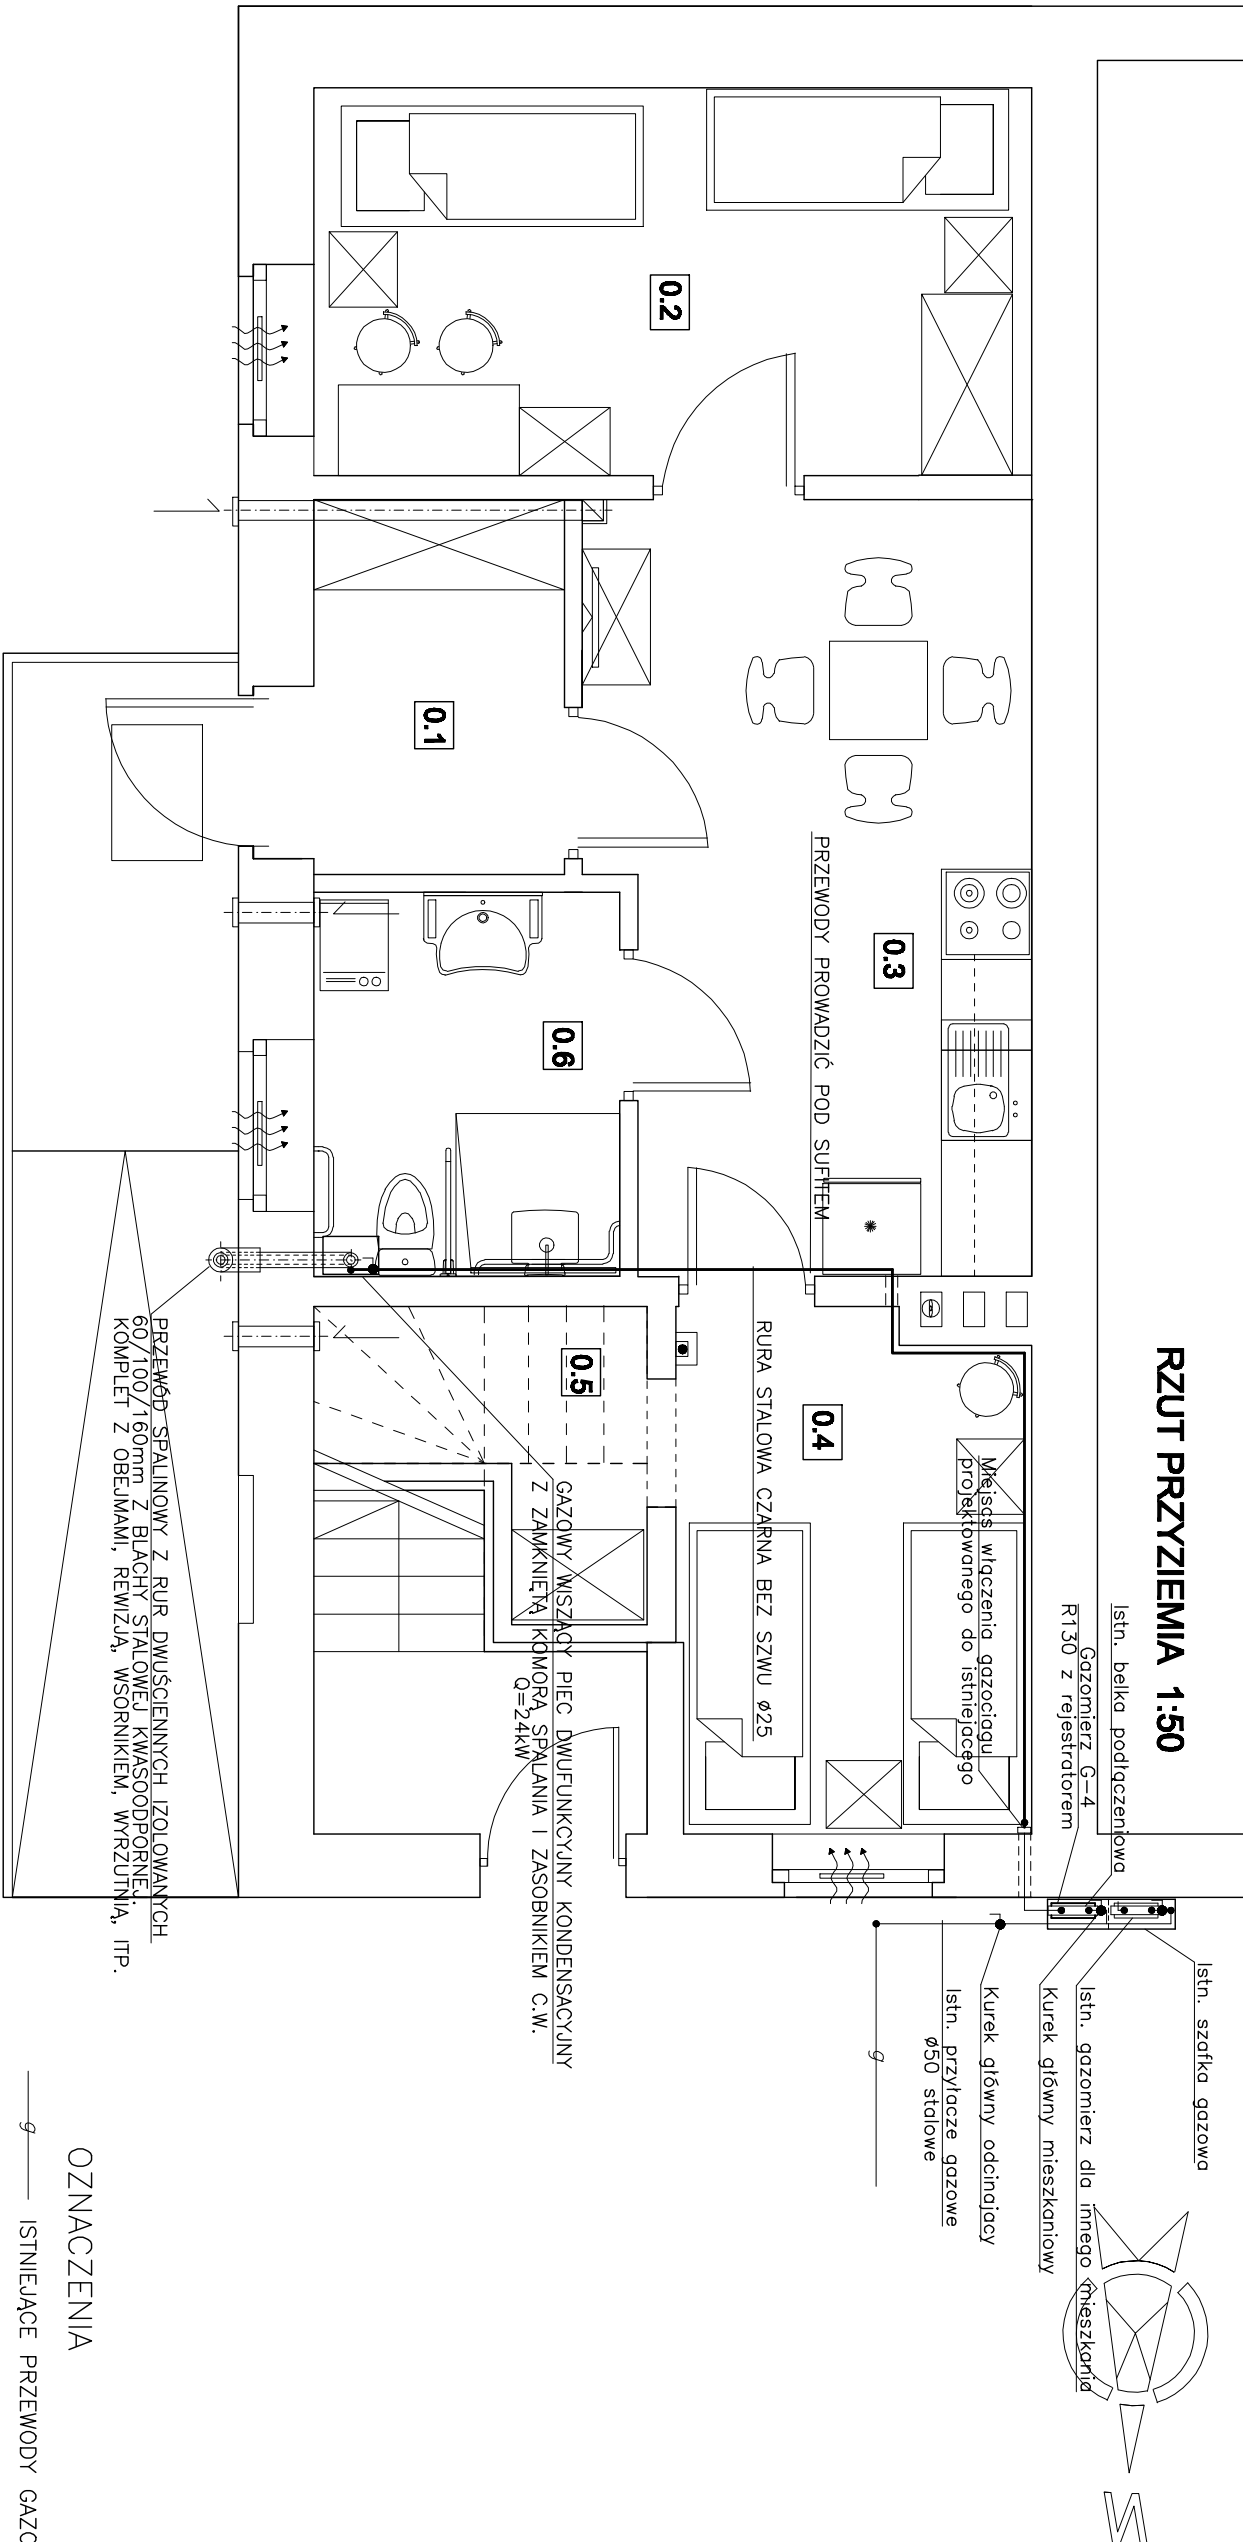 RZUT PRZYZIEMIA 1:50
Istn. szafka gazowa
Istn. belka podłączeniowa
Gazomierz G-4
R130 z rejestratorem
Istn. gazomierz dla innego mieszkania
Kurek główny mieszkaniowy
Kurek główny odcinający
Istn. przyłacze gazowe
ø50 stalowe
g
Miejscs włączenia gazociągu
projektowanego do istniejącego
0.2
0.3
0.4
0.1
0.6
0.5
PRZEWODY PROWADZIĆ POD SUFITEM
RURA STALOWA CZARNA BEZ SZWU ø25
GAZOWY WISZĄCY PIEC DWUFUNKCYJNY KONDENSACYJNY
Z ZAMKNIĘTĄ KOMORĄ SPALANIA I ZASOBNIKIEM C.W.
Q=24kW
PRZEWÓD SPALINOWY Z RUR DWUŚCIENNYCH IZOLOWANYCH
60/100/160mm Z BLACHY STALOWEJ KWASOODPORNEJ.
KOMPLET Z OBEJMAMI, REWIZJĄ, WSORNIKIEM, WYRZUTNIĄ, ITP.
OZNACZENIA
g ISTNIEJĄCE PRZEWODY